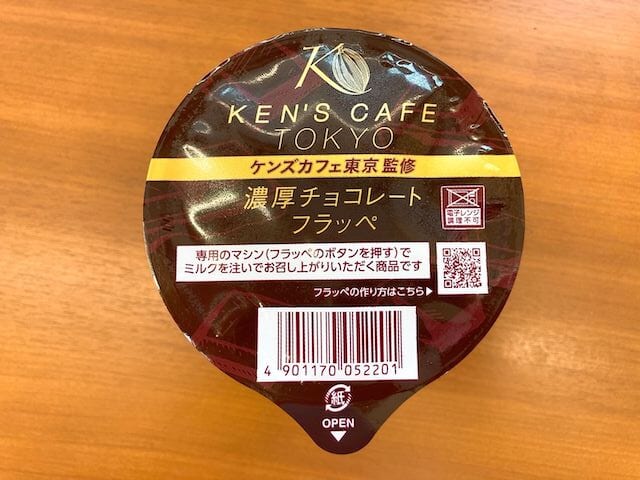 K
KEN'S CAFE
TOKYO
ケンズカフェ東京 監修
濃厚チョコレート
フラッペ
電子レンジ
調理不可
専用のマシン(フラッペのボタンを押す)で
ミルクを注いでお召し上がりいただく商品です
フラッペの作り方はこちら▶
4 901170 052201
紙
OPEN